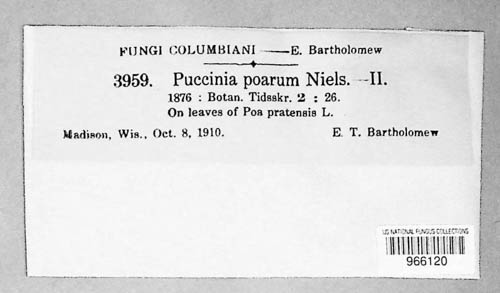 FUNGI COLUMBIANI — E. Bartholomew
3959. Puccinia poarum Niels. —II.
1876 : Botan. Tidsskr. 2 : 26.
On leaves of Poa pratensis L.
Madison, Wis., Oct. 8, 1910. E. T. Bartholomew
US NATIONAL FUNGUS COLLECTIONS
966120